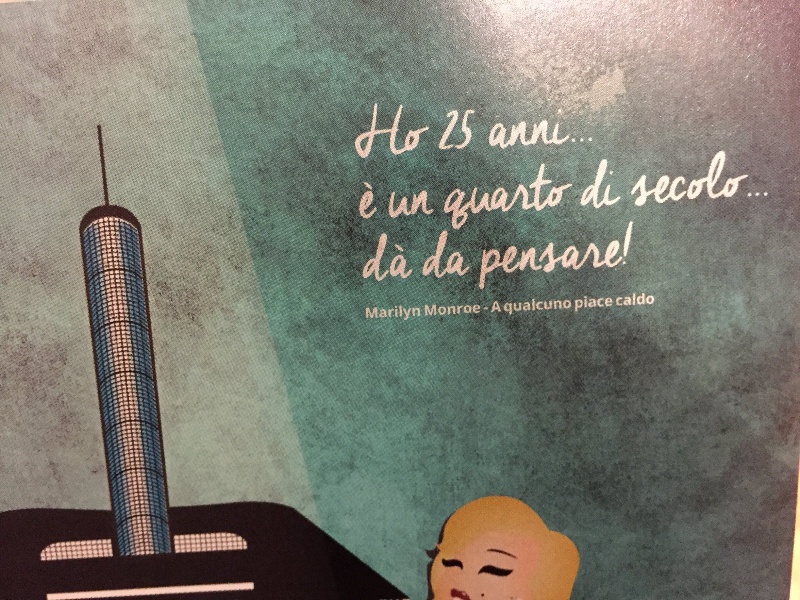 Ho 25 anni...
è un quarto di secolo...
dà da pensare!
Marilyn Monroe - A qualcuno piace caldo